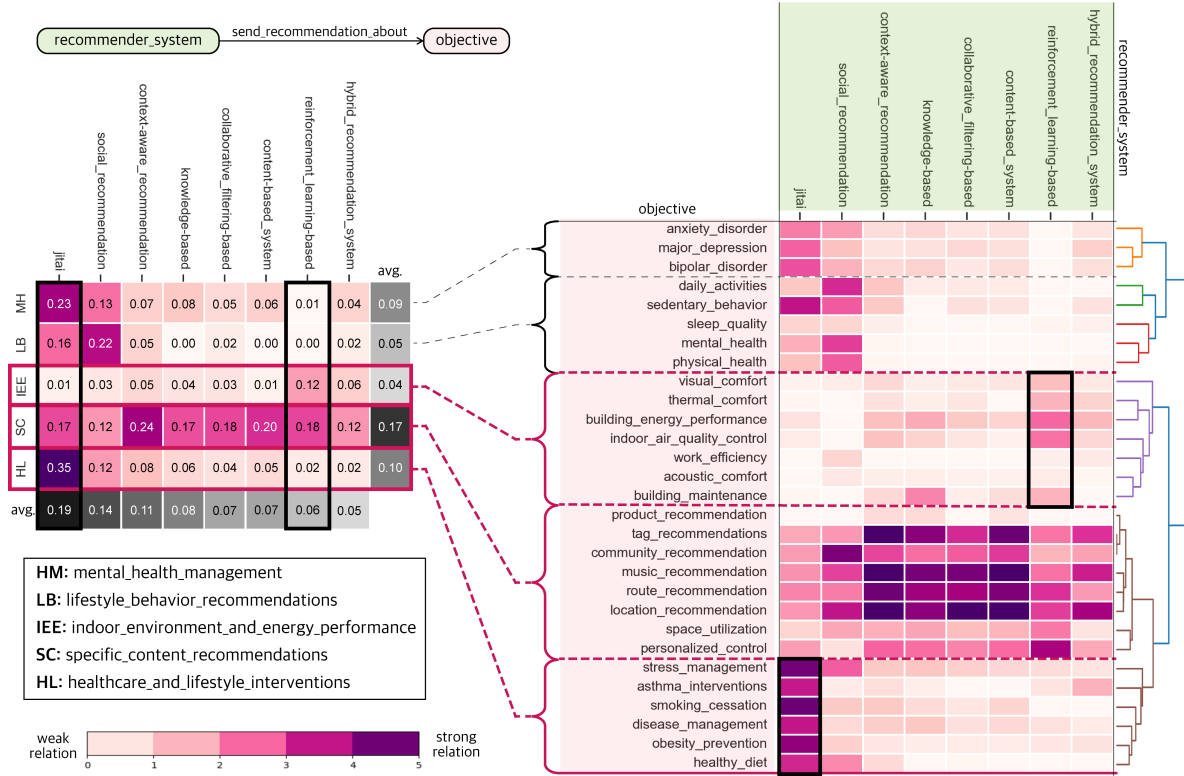 recommender_system
send_recommendation_about
objective
jitai
social_recommendation
context-aware_recommendation
knowledge-based
collaborative_filtering-based
content-based_system
reinforcement_learning-based
hybrid_recommendation_system
avg.
MH
0.23 0.13 0.07 0.08 0.05 0.06 0.01 0.04 0.09
LB
0.16 0.22 0.05 0.00 0.02 0.00 0.00 0.02 0.05
IEE
0.01 0.03 0.05 0.04 0.03 0.01 0.12 0.06 0.04
SC
0.17 0.12 0.24 0.17 0.18 0.20 0.18 0.12 0.17
HL
0.35 0.12 0.08 0.06 0.04 0.05 0.02 0.02 0.10
avg.
0.19 0.14 0.11 0.08 0.07 0.07 0.06 0.05
HM: mental_health_management
LB: lifestyle_behavior_recommendations
IEE: indoor_environment_and_energy_performance
SC: specific_content_recommendations
HL: healthcare_and_lifestyle_interventions
weak
relation
strong
relation
0 1 2 3 4 5
jitai
social_recommendation
context-aware_recommendation
knowledge-based
collaborative_filtering-based
content-based_system
reinforcement_learning-based
hybrid_recommendation_system
recommender_system
objective
anxiety_disorder
major_depression
bipolar_disorder
daily_activities
sedentary_behavior
sleep_quality
mental_health
physical_health
visual_comfort
thermal_comfort
building_energy_performance
indoor_air_quality_control
work_efficiency
acoustic_comfort
building_maintenance
product_recommendation
tag_recommendations
community_recommendation
music_recommendation
route_recommendation
location_recommendation
space_utilization
personalized_control
stress_management
asthma_interventions
smoking_cessation
disease_management
obesity_prevention
healthy_diet